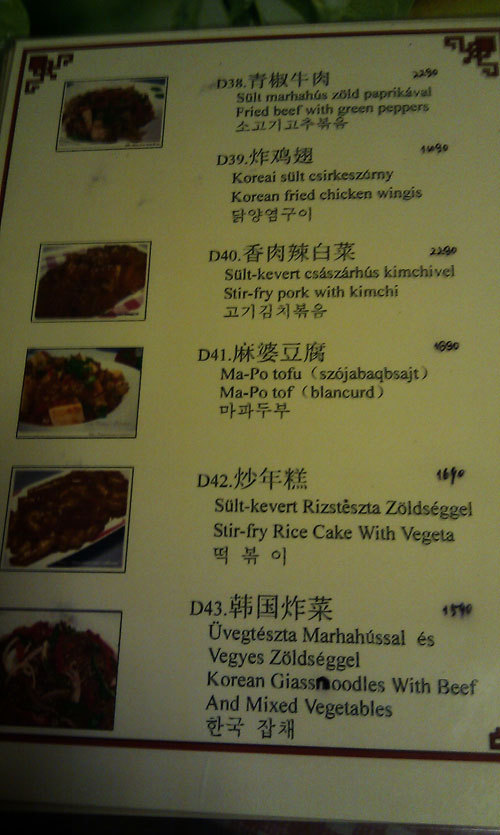 D38.青椒牛肉 2290
Sült marhahús zöld paprikával
Fried beef with green peppers
소고기고추볶음
D39.炸鸡翅 1690
Koreai sült csirkeszárny
Korean fried chicken wingis
닭양염구이
D40.香肉辣白菜 2290
Sült-kevert császárhús kimchivel
Stir-fry pork with kimchi
고기김치볶음
D41.麻婆豆腐 1890
Ma-Po tofu（szójabaqbsajt）
Ma-Po tof（blancurd）
마파두부
D42.炒年糕 1690
Sült-kevert Rizstészta Zöldséggel
Stir-fry Rice Cake With Vegeta
떡 볶 이
D43.韩国炸菜 1590
Üvegtészta Marhahússal és
Vegyes Zöldséggel
Korean Giassnoodles With Beef
And Mixed Vegetables
한국 잡채